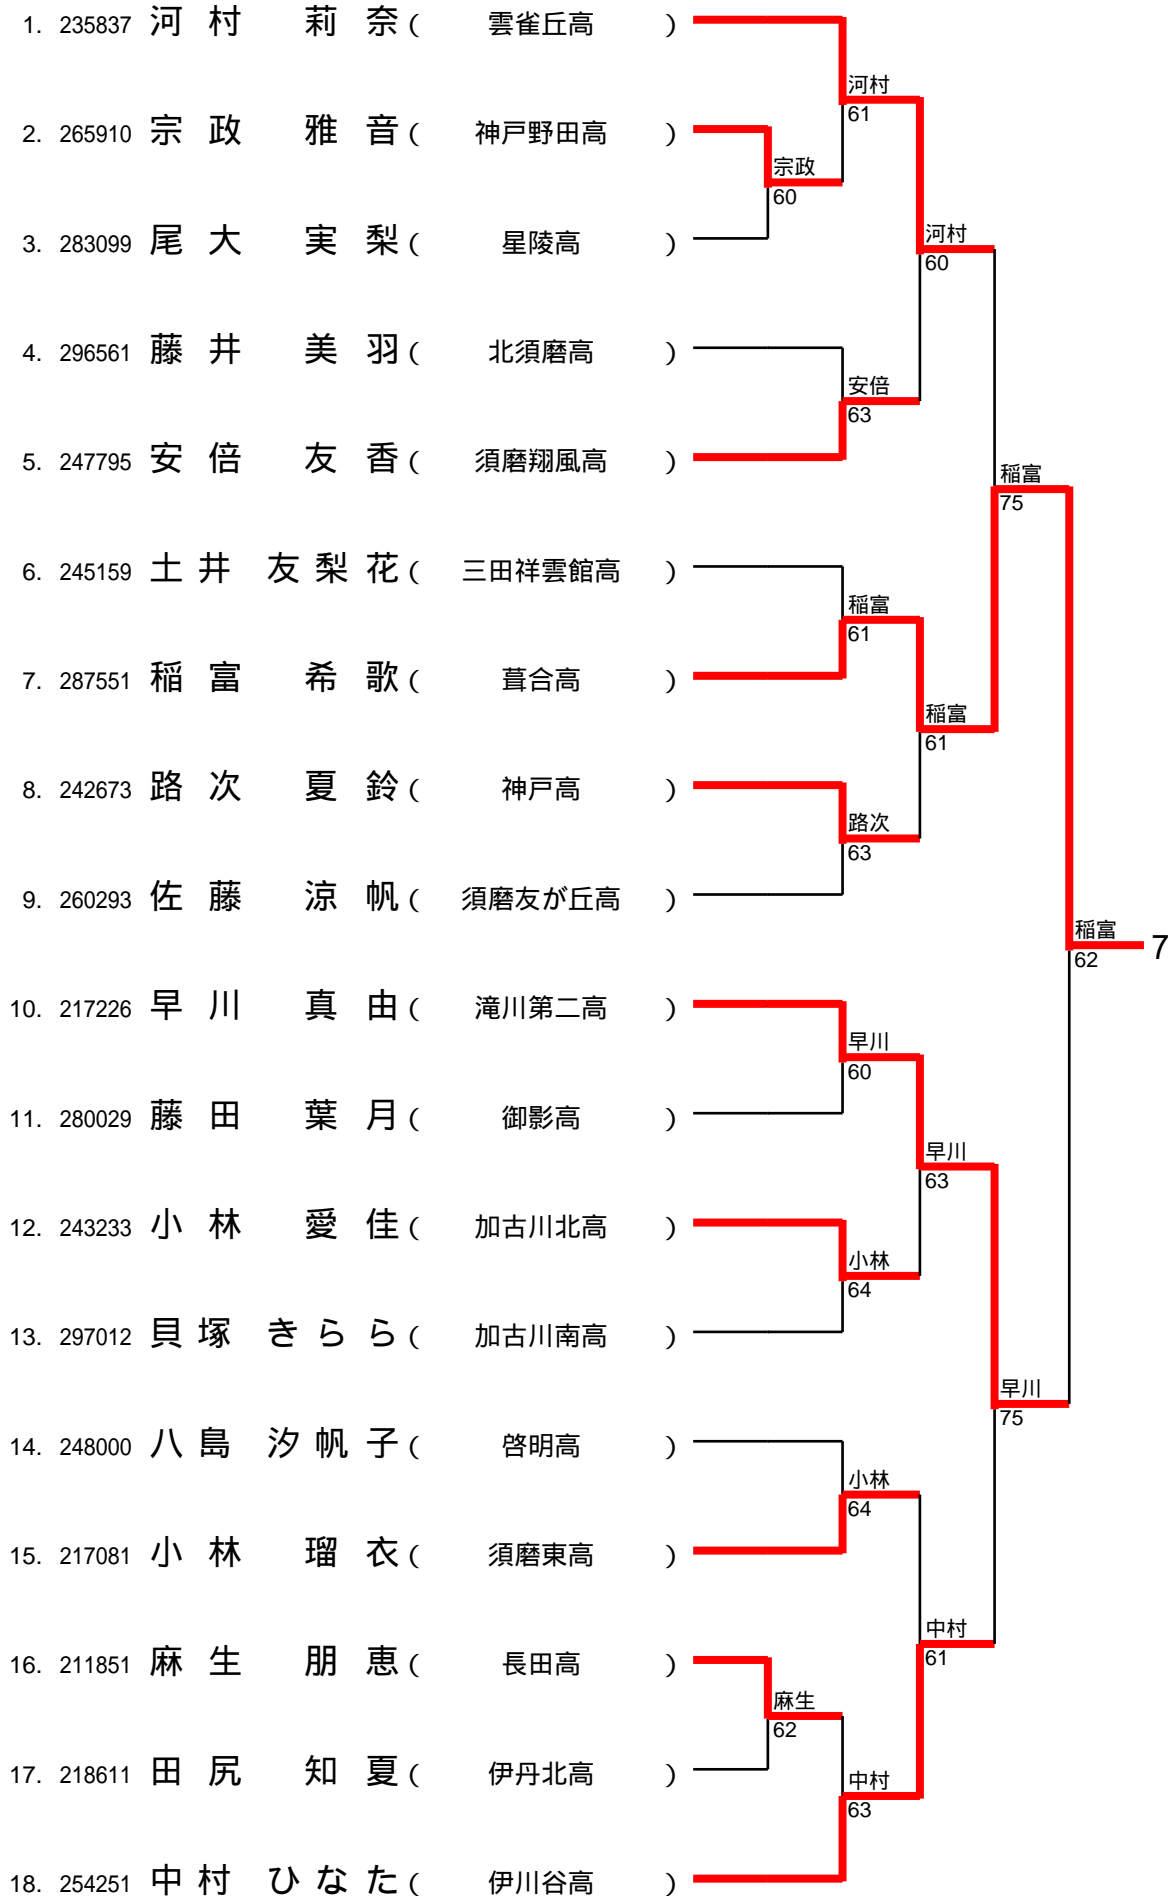 1. 235837 河村 莉奈 ( 雲雀丘高 )
河村
61
2. 265910 宗政 雅音 ( 神戸野田高 )
宗政
60
3. 283099 尾大 実梨 ( 星陵高 )
河村
60
4. 296561 藤井 美羽 ( 北須磨高 )
安倍
63
5. 247795 安倍 友香 ( 須磨翔風高 )
稲富
75
6. 245159 土井 友梨花 ( 三田祥雲館高 )
稲富
61
7. 287551 稲富 希歌 ( 葺合高 )
稲富
61
8. 242673 路次 夏鈴 ( 神戸高 )
路次
63
9. 260293 佐藤 涼帆 ( 須磨友が丘高 )
稲富
62
7
10. 217226 早川 真由 ( 滝川第二高 )
早川
60
11. 280029 藤田 葉月 ( 御影高 )
早川
63
12. 243233 小林 愛佳 ( 加古川北高 )
小林
64
13. 297012 貝塚 きらら ( 加古川南高 )
早川
75
14. 248000 八島 汐帆子 ( 啓明高 )
小林
64
15. 217081 小林 瑠衣 ( 須磨東高 )
中村
61
16. 211851 麻生 朋恵 ( 長田高 )
麻生
62
17. 218611 田尻 知夏 ( 伊丹北高 )
中村
63
18. 254251 中村 ひなた ( 伊川谷高 )